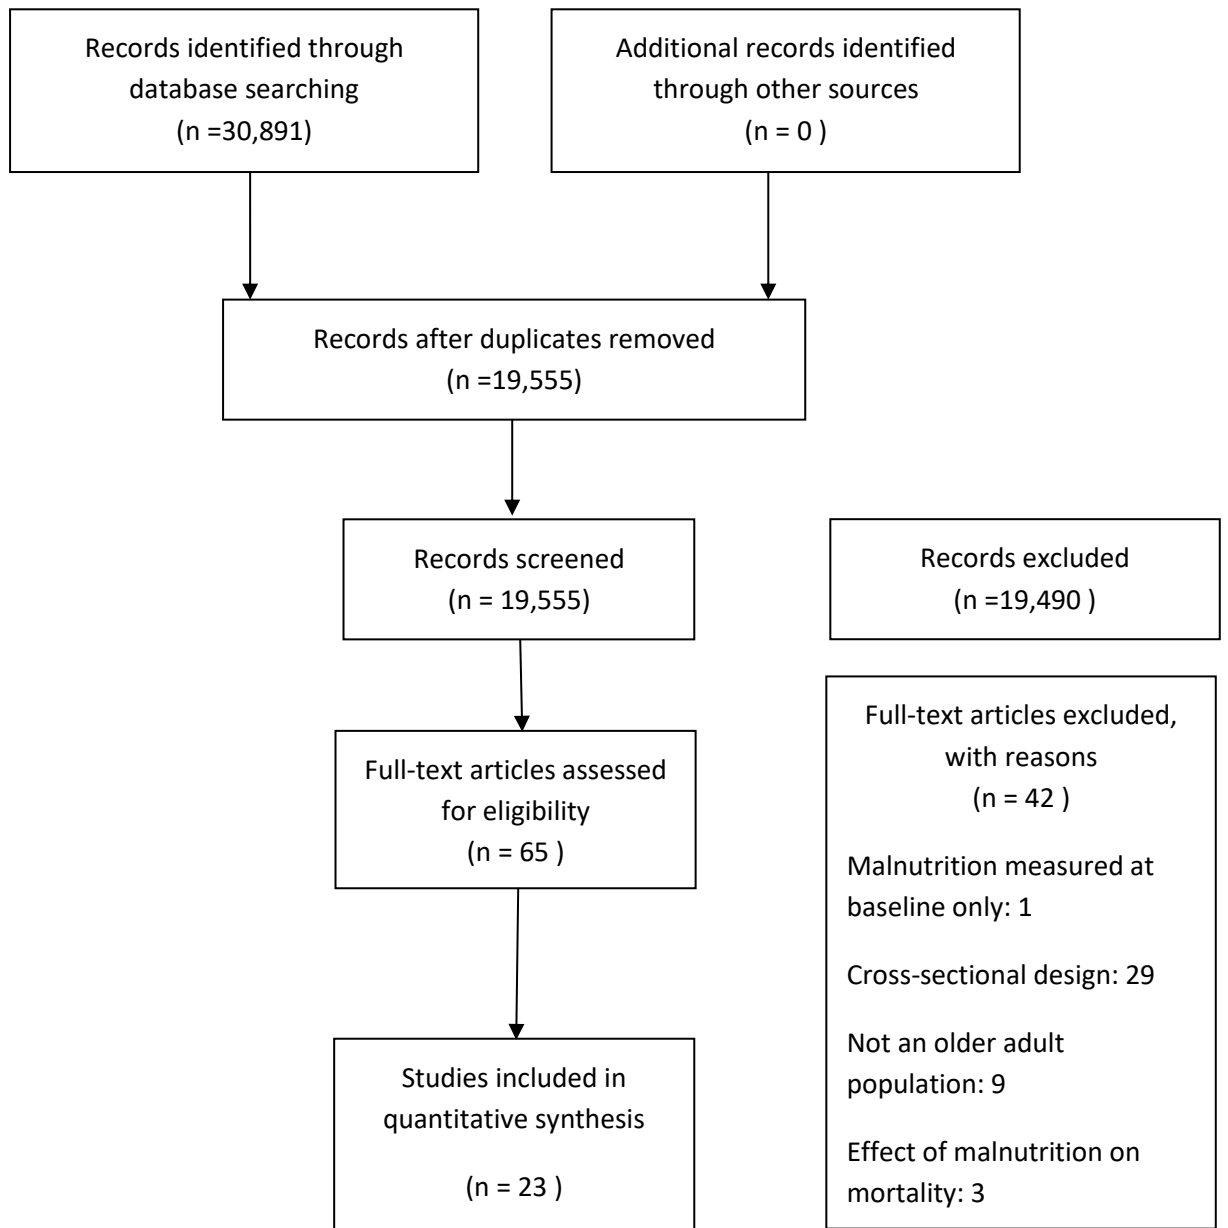 Records identified through
database searching
(n =30,891)
Additional records identified
through other sources
(n = 0 )
Records after duplicates removed
(n =19,555)
Records screened
(n = 19,555)
Records excluded
(n =19,490 )
Full-text articles assessed
for eligibility
(n = 65 )
Full-text articles excluded,
with reasons
(n = 42 )
Malnutrition measured at
baseline only: 1
Cross-sectional design: 29
Not an older adult
population: 9
Effect of malnutrition on
mortality: 3
Studies included in
quantitative synthesis
(n = 23 )